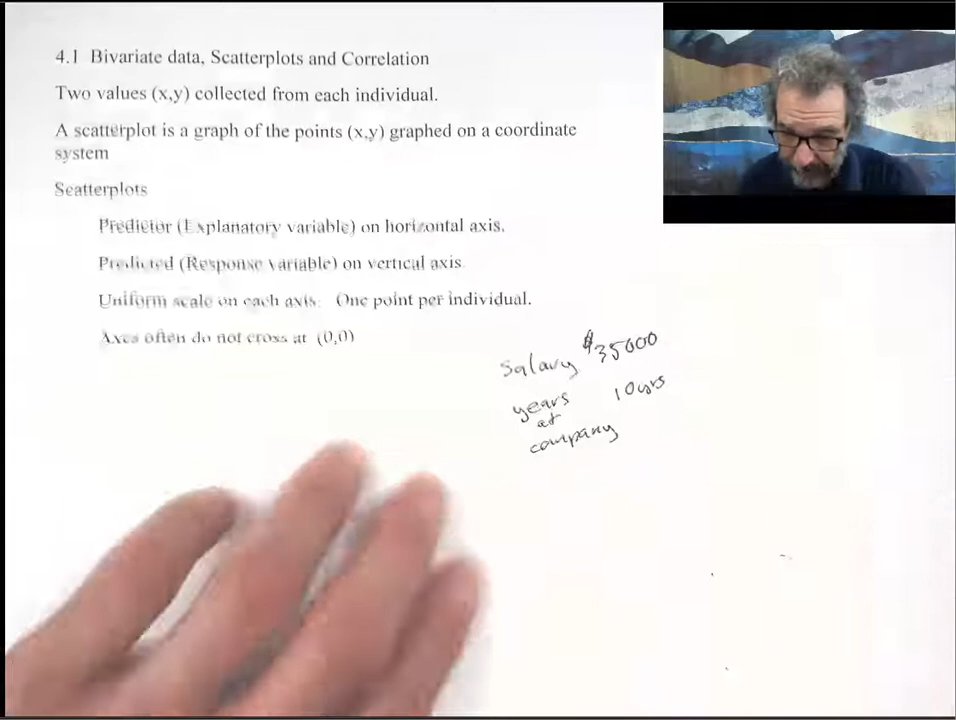 4.1 Bivariate data, Scatterplots and Correlation
Two values (x,y) collected from each individual.
A scatterplot is a graph of the points (x,y) graphed on a coordinate
system
Scatterplots
Predictor (Explanatory variable) on horizontal axis.
Predicted (Response variable) on vertical axis.
Uniform scale on each axis. One point per individual.
Axes often do not cross at (0,0)
Salary $35000
years 10yrs
at
company